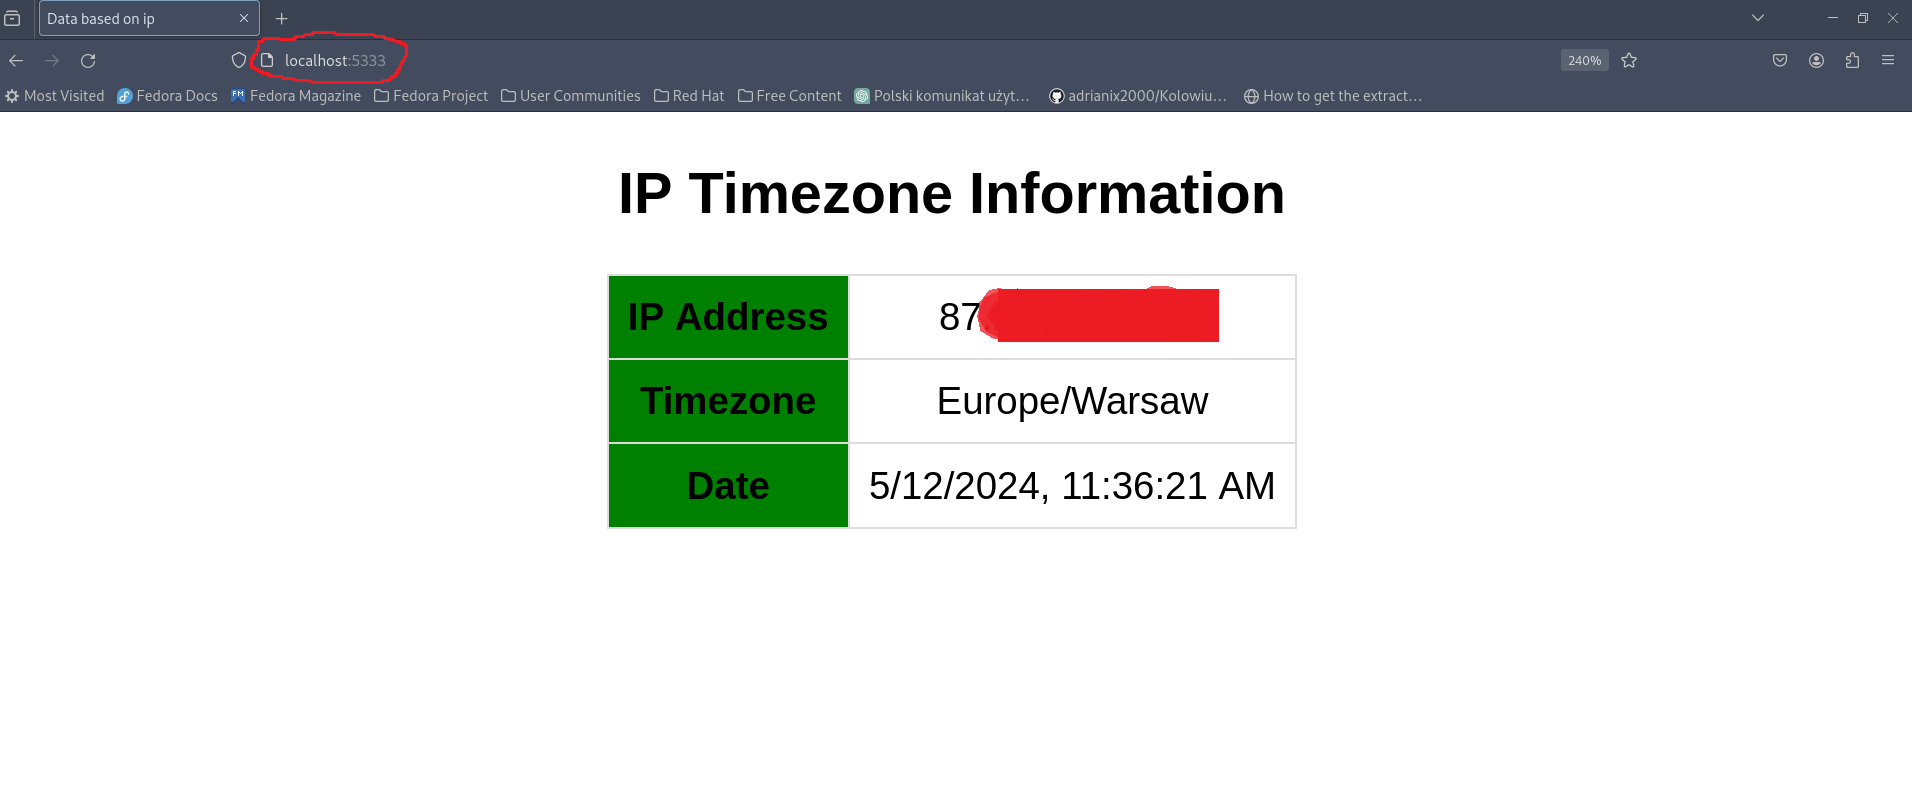 Data based on ip
localhost:5333
240%
Most Visited Fedora Docs Fedora Magazine Fedora Project User Communities Red Hat Free Content Polski komunikat użyt… adrianix2000/Kolowiu… How to get the extract…
IP Timezone Information
IP Address 87
Timezone Europe/Warsaw
Date 5/12/2024, 11:36:21 AM